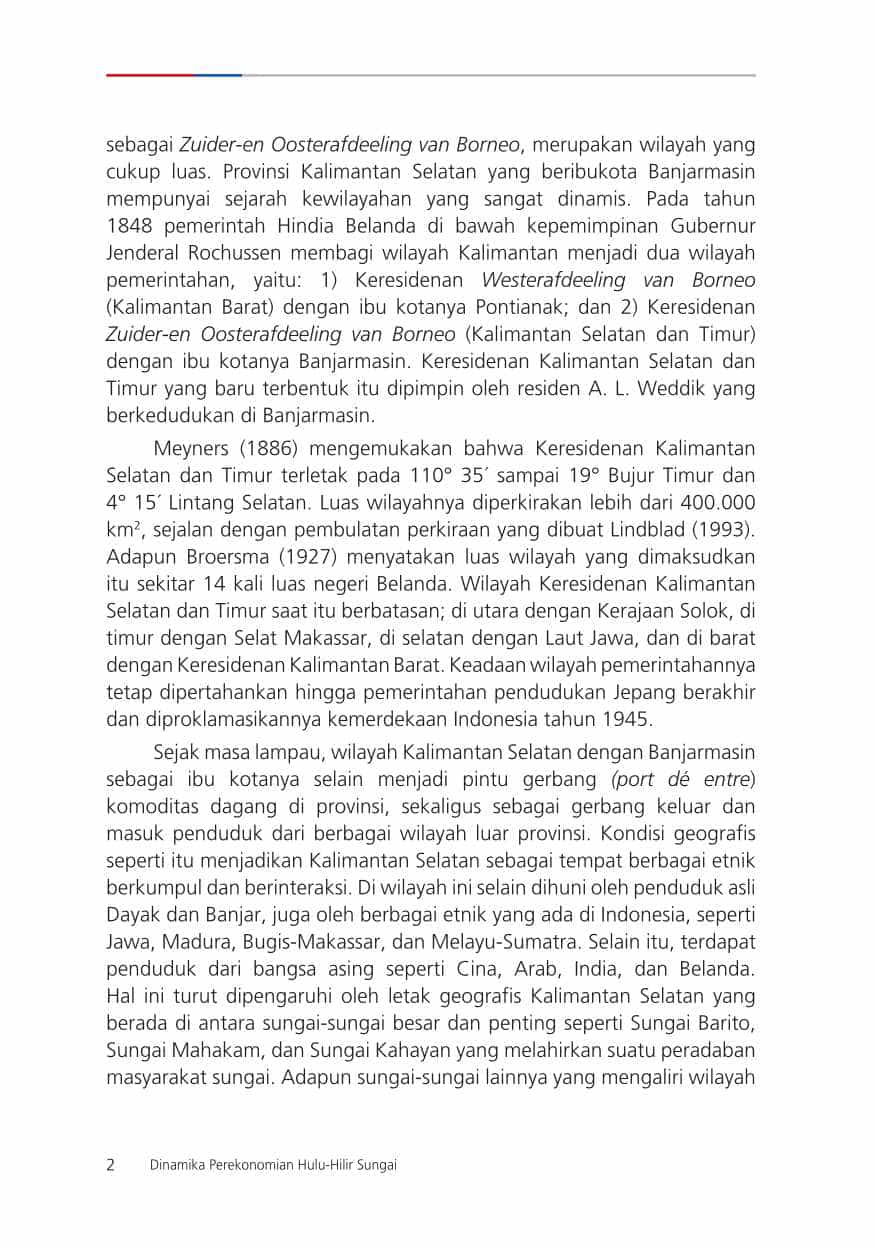 sebagai Zuider-en Oosterafdeeling van Borneo, merupakan wilayah yang
cukup luas. Provinsi Kalimantan Selatan yang beribukota Banjarmasin
mempunyai sejarah kewilayahan yang sangat dinamis. Pada tahun
1848 pemerintah Hindia Belanda di bawah kepemimpinan Gubernur
Jenderal Rochussen membagi wilayah Kalimantan menjadi dua wilayah
pemerintahan, yaitu: 1) Keresidenan Westerafdeeling van Borneo
(Kalimantan Barat) dengan ibu kotanya Pontianak; dan 2) Keresidenan
Zuider-en Oosterafdeeling van Borneo (Kalimantan Selatan dan Timur)
dengan ibu kotanya Banjarmasin. Keresidenan Kalimantan Selatan dan
Timur yang baru terbentuk itu dipimpin oleh residen A. L. Weddik yang
berkedudukan di Banjarmasin.
Meyners (1886) mengemukakan bahwa Keresidenan Kalimantan
Selatan dan Timur terletak pada 110° 35´ sampai 19° Bujur Timur dan
4° 15´ Lintang Selatan. Luas wilayahnya diperkirakan lebih dari 400.000
km², sejalan dengan pembulatan perkiraan yang dibuat Lindblad (1993).
Adapun Broersma (1927) menyatakan luas wilayah yang dimaksudkan
itu sekitar 14 kali luas negeri Belanda. Wilayah Keresidenan Kalimantan
Selatan dan Timur saat itu berbatasan; di utara dengan Kerajaan Solok, di
timur dengan Selat Makassar, di selatan dengan Laut Jawa, dan di barat
dengan Keresidenan Kalimantan Barat. Keadaan wilayah pemerintahannya
tetap dipertahankan hingga pemerintahan pendudukan Jepang berakhir
dan diproklamasikannya kemerdekaan Indonesia tahun 1945.
Sejak masa lampau, wilayah Kalimantan Selatan dengan Banjarmasin
sebagai ibu kotanya selain menjadi pintu gerbang (port dé entre)
komoditas dagang di provinsi, sekaligus sebagai gerbang keluar dan
masuk penduduk dari berbagai wilayah luar provinsi. Kondisi geografis
seperti itu menjadikan Kalimantan Selatan sebagai tempat berbagai etnik
berkumpul dan berinteraksi. Di wilayah ini selain dihuni oleh penduduk asli
Dayak dan Banjar, juga oleh berbagai etnik yang ada di Indonesia, seperti
Jawa, Madura, Bugis-Makassar, dan Melayu-Sumatra. Selain itu, terdapat
penduduk dari bangsa asing seperti Cina, Arab, India, dan Belanda.
Hal ini turut dipengaruhi oleh letak geografis Kalimantan Selatan yang
berada di antara sungai-sungai besar dan penting seperti Sungai Barito,
Sungai Mahakam, dan Sungai Kahayan yang melahirkan suatu peradaban
masyarakat sungai. Adapun sungai-sungai lainnya yang mengaliri wilayah
2 Dinamika Perekonomian Hulu-Hilir Sungai